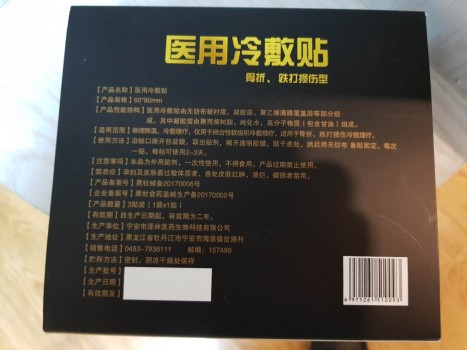 医用冷敷贴
骨折、跌打损伤型
【产品名称】医用冷敷贴
【产品规格】60*80mm
【产品性能结构】医用冷敷贴由无纺布被衬层、凝胶层、聚乙烯薄膜覆盖层等部分组
成。其中凝胶层由聚丙烯树脂、纯化水、高分子物质(包含甘油)组成。
【适用范围】物理降温、冷敷理疗。仅用于闭合性软组织冷敷理疗。适用于骨折、跌打损伤冷敷理疗。
【使用方法】沿缺口撕开包装袋,取出贴剂,揭开透明胶膜,贴于患处,然后用无纺布 备贴固定,每次
一贴,每帖可使用2~3天。
【注意事项】本品为外用贴剂,一次性使用,不得食用。产品过期禁止使用。
【禁忌症】孕妇及皮肤易过敏体质者,患处皮肤红肿、溃烂、破损者禁用。
【产品备案号】黑牡械备20170006号
【企业备案号】黑牡食药监械生产备20170002号
【产品数量】3贴装(1袋x1贴)
【有效期】自生产日期起,有效期为二年。
【生产单位】宁安市泽林医药生物科技有限公司
【生产地址】黑龙江省牡丹江市宁安市海浪镇岔路村
【销售电话】0453-7936111 邮编:157499
【贮存方法】密封,阴凉干燥处保存
【生产批号】
【生产日期】
【有效期至】
6 971261 510093